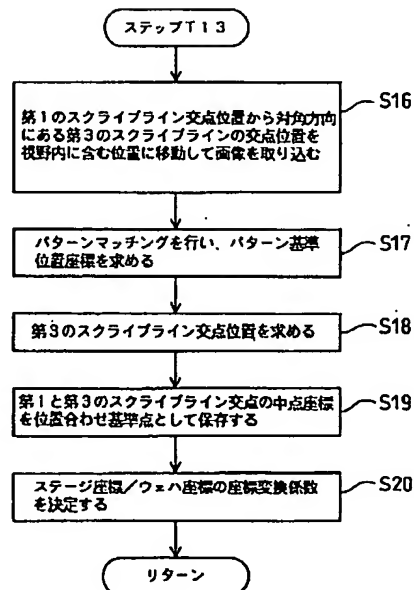 ステップT13
第1のスクライブライン交点位置から対角方向
にある第3のスクライブラインの交点位置を
視野内に含む位置に移動して画像を取り込む
S16
パターンマッチングを行い、パターン基準
位置座標を求める
S17
第3のスクライブライン交点位置を求める
S18
第1と第3のスクライブライン交点の中点座標
を位置合わせ基準点として保存する
S19
ステージ座標/ウェハ座標の座標変換係数
を決定する
S20
リターン